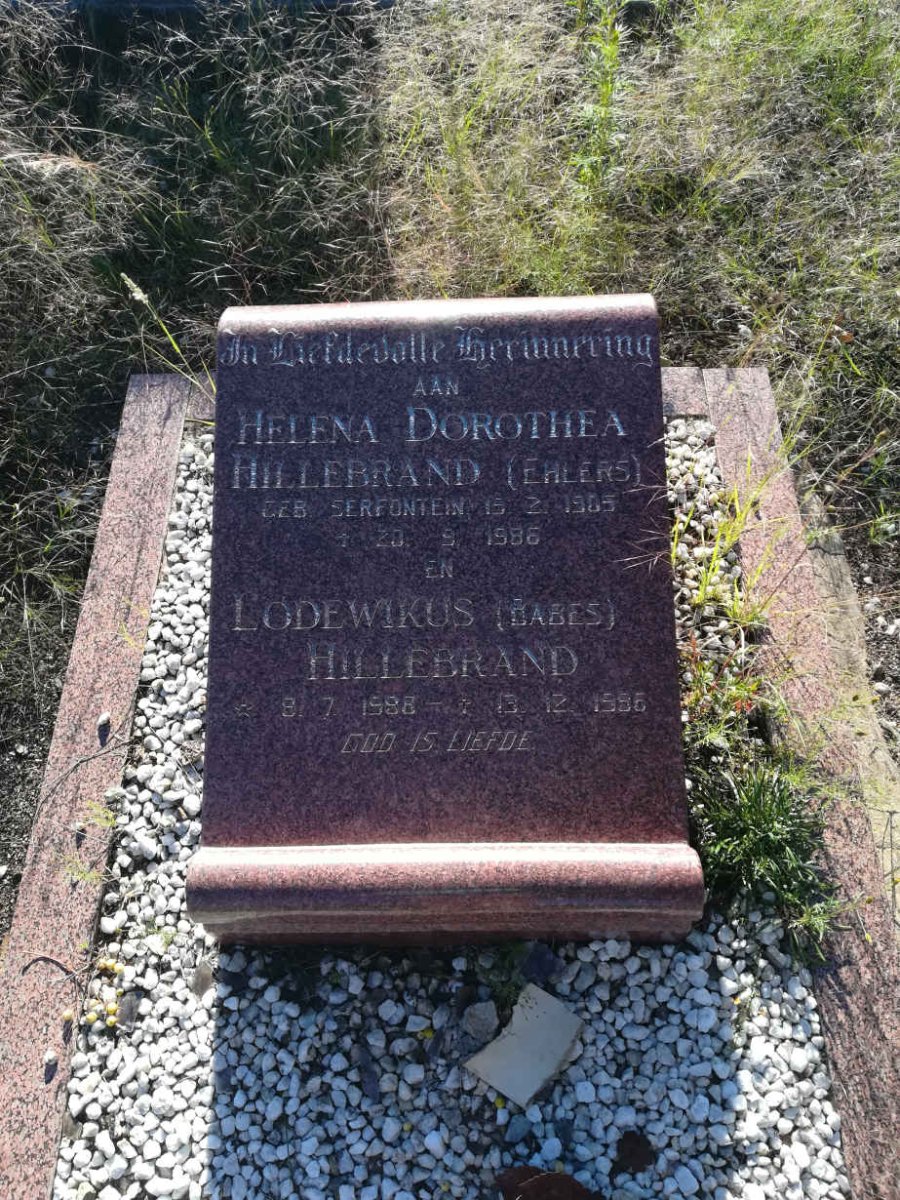 In Liefdevolle Herinnering
AAN
HELENA DOROTHEA
HILLEBRAND (EHLERS)
GEB. SERFONTEIN 15. 2. 1905
† 20. 9. 1986
EN
LODEWIKUS (BABES)
HILLEBRAND
☆ 8. 7. 1988 - † 13. 12. 1986
GOD IS LIEFDE